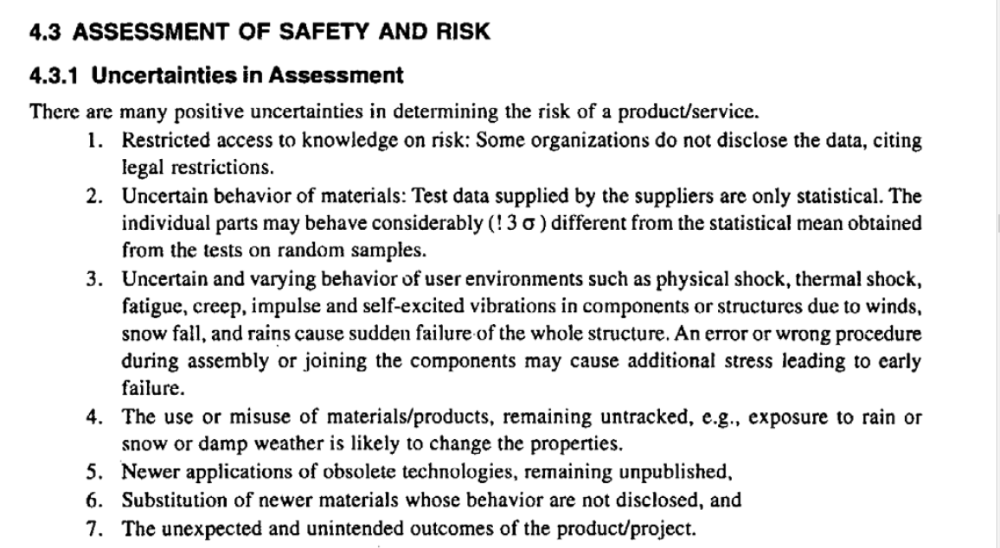 4.3 ASSESSMENT OF SAFETY AND RISK
4.3.1 Uncertainties in Assessment
There are many positive uncertainties in determining the risk of a product/service.
1. Restricted access to knowledge on risk: Some organizations do not disclose the data, citing
legal restrictions.
2. Uncertain behavior of materials: Test data supplied by the suppliers are only statistical. The
individual parts may behave considerably (! 3 σ ) different from the statistical mean obtained
from the tests on random samples.
3. Uncertain and varying behavior of user environments such as physical shock, thermal shock,
fatigue, creep, impulse and self-excited vibrations in components or structures due to winds,
snow fall, and rains cause sudden failure of the whole structure. An error or wrong procedure
during assembly or joining the components may cause additional stress leading to early
failure.
4. The use or misuse of materials/products, remaining untracked, e.g., exposure to rain or
snow or damp weather is likely to change the properties.
5. Newer applications of obsolete technologies, remaining unpublished,
6. Substitution of newer materials whose behavior are not disclosed, and
7. The unexpected and unintended outcomes of the product/project.